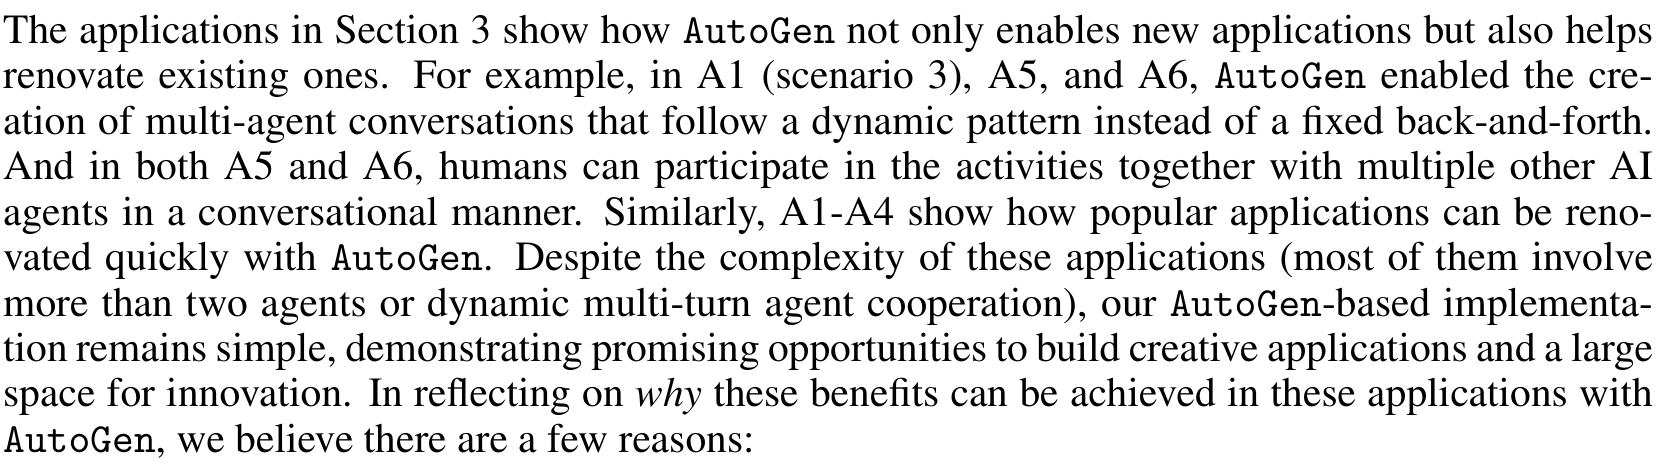 The applications in Section 3 show how AutoGen not only enables new applications but also helps
renovate existing ones. For example, in A1 (scenario 3), A5, and A6, AutoGen enabled the cre-
ation of multi-agent conversations that follow a dynamic pattern instead of a fixed back-and-forth.
And in both A5 and A6, humans can participate in the activities together with multiple other AI
agents in a conversational manner. Similarly, A1-A4 show how popular applications can be reno-
vated quickly with AutoGen. Despite the complexity of these applications (most of them involve
more than two agents or dynamic multi-turn agent cooperation), our AutoGen-based implementa-
tion remains simple, demonstrating promising opportunities to build creative applications and a large
space for innovation. In reflecting on why these benefits can be achieved in these applications with
AutoGen, we believe there are a few reasons: